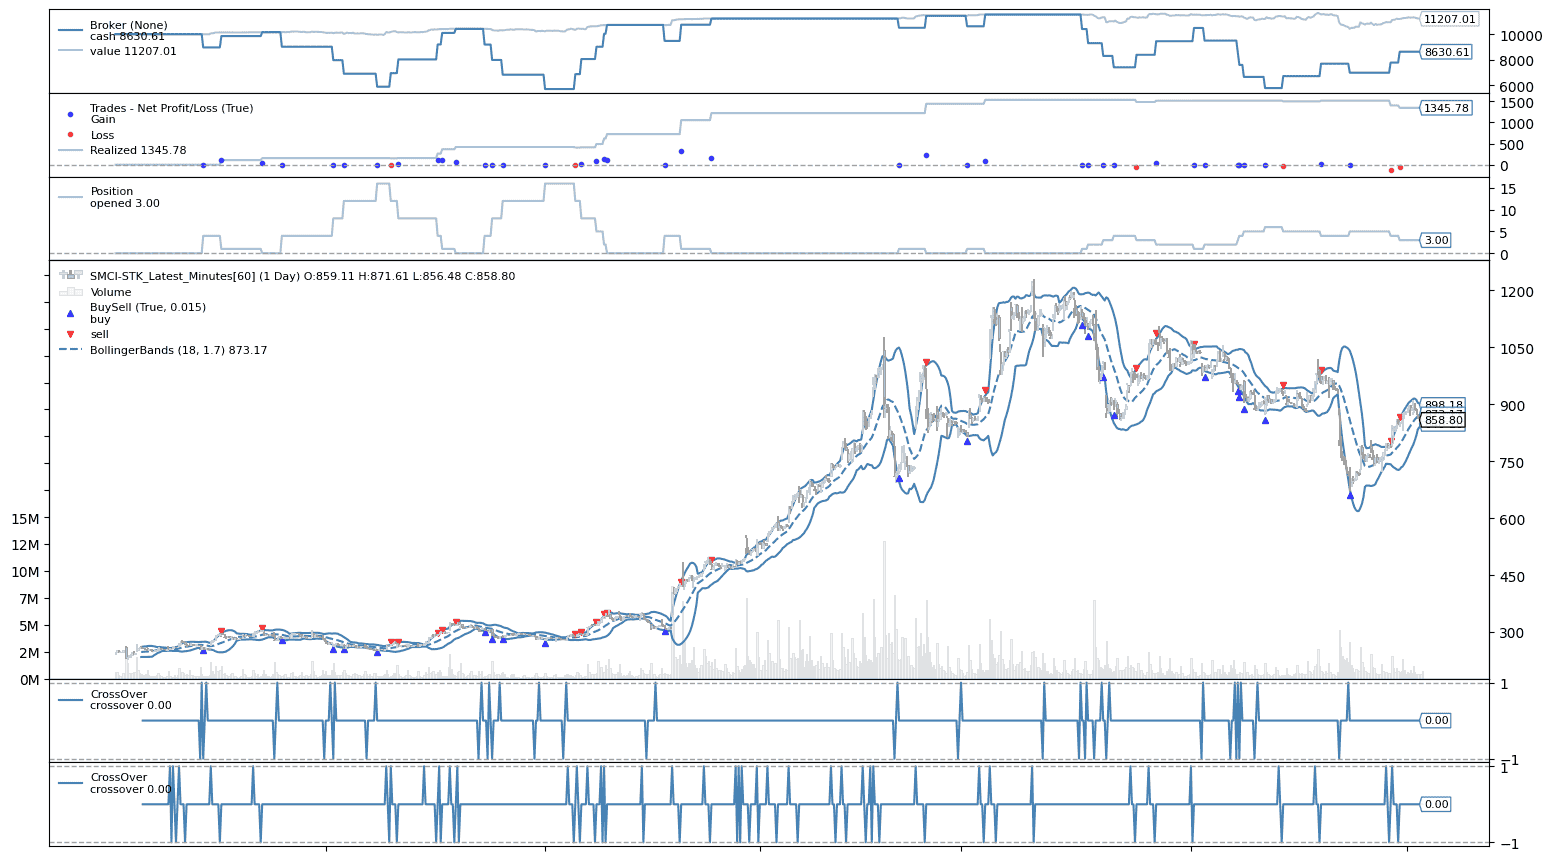 Broker (None)
cash 8630.61
value 11207.01
11207.01
10000
8630.61
8000
6000
Trades - Net Profit/Loss (True)
Gain
Loss
Realized 1345.78
1500
1345.78
1000
500
0
Position
opened 3.00
15
10
5
3.00
0
SMCI-STK_Latest_Minutes[60] (1 Day) O:859.11 H:871.61 L:856.48 C:858.80
Volume
BuySell (True, 0.015)
buy
sell
BollingerBands (18, 1.7) 873.17
1200
1050
900
898.18
858.80
750
600
450
300
15M
12M
10M
7M
5M
2M
0M
CrossOver
crossover 0.00
1
0.00
−1
CrossOver
crossover 0.00
1
0.00
−1